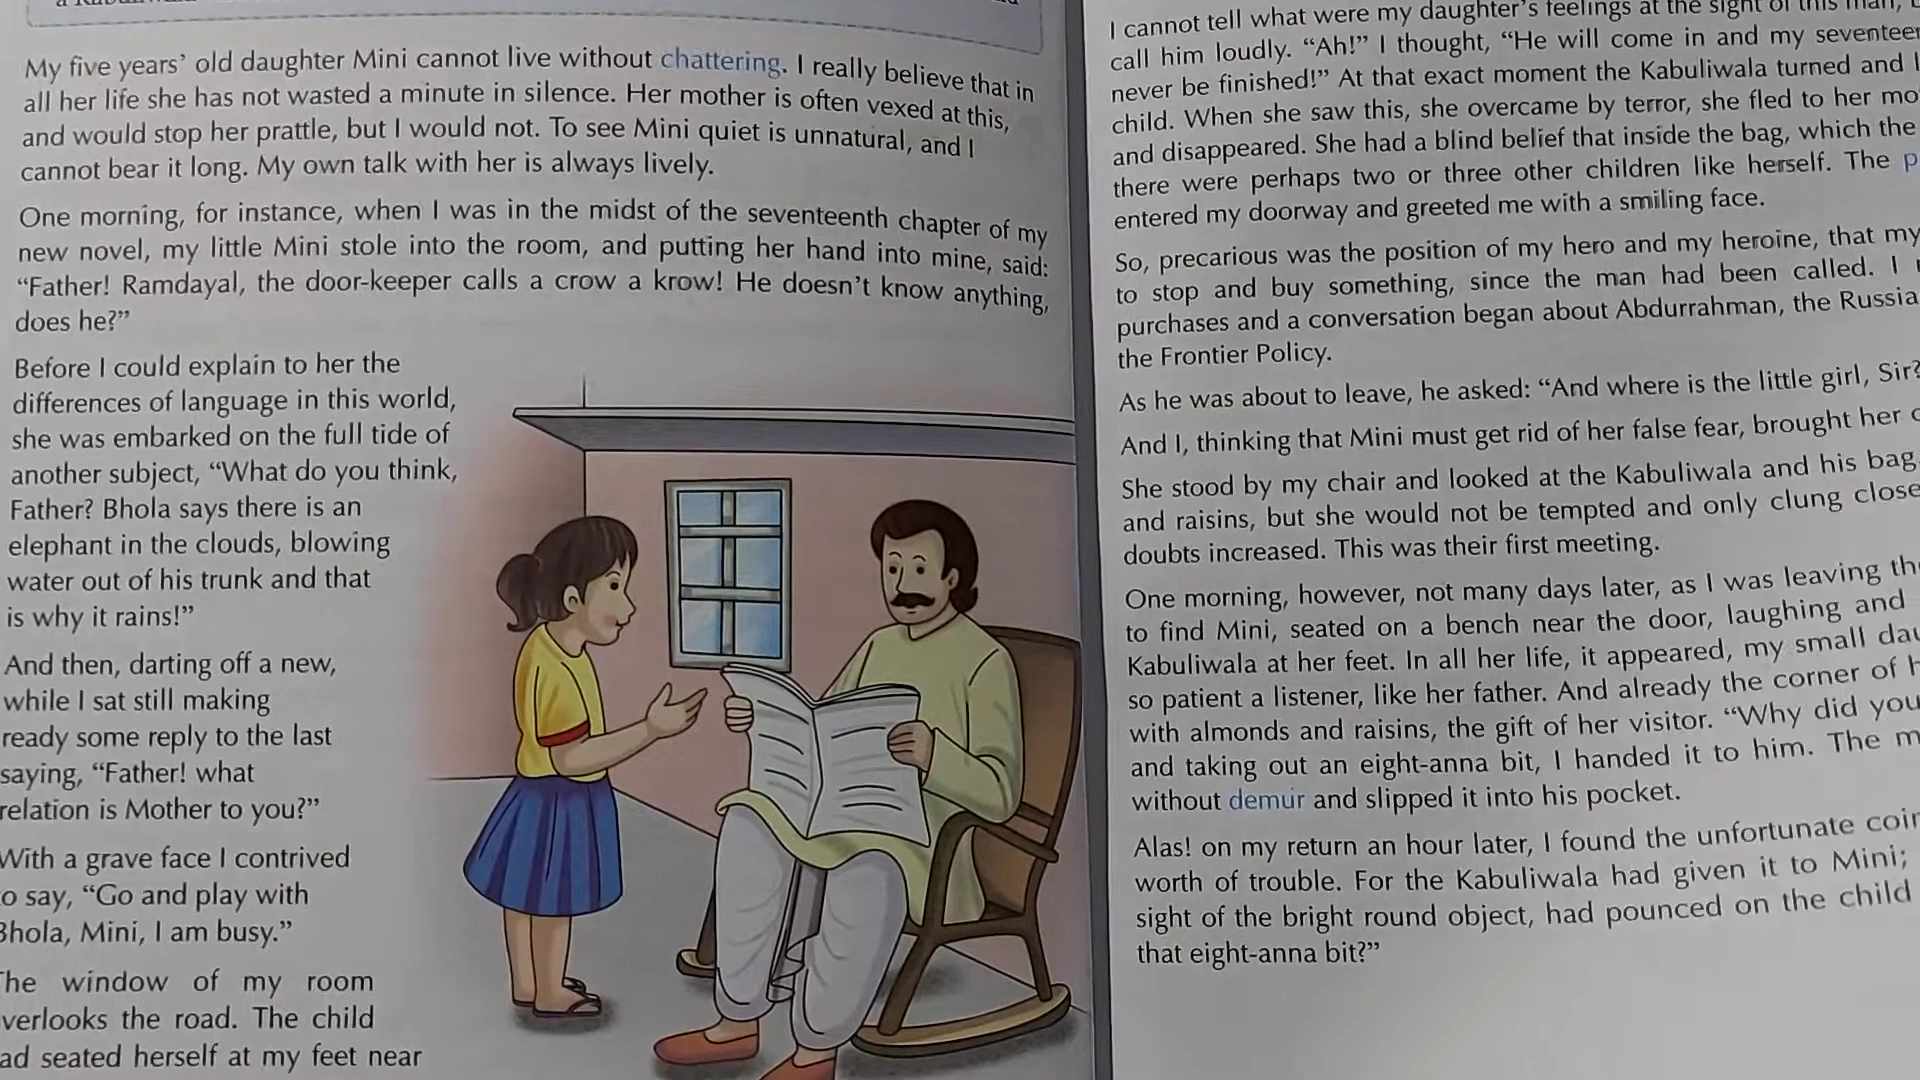 My five years’ old daughter Mini cannot live without chattering. I really believe that in
all her life she has not wasted a minute in silence. Her mother is often vexed at this,
and would stop her prattle, but I would not. To see Mini quiet is unnatural, and I
cannot bear it long. My own talk with her is always lively.
One morning, for instance, when I was in the midst of the seventeenth chapter of my
new novel, my little Mini stole into the room, and putting her hand into mine, said:
“Father! Ramdayal, the door-keeper calls a crow a krow! He doesn’t know anything,
does he?”
Before I could explain to her the
differences of language in this world,
she was embarked on the full tide of
another subject, “What do you think,
Father? Bhola says there is an
elephant in the clouds, blowing
water out of his trunk and that
is why it rains!”
And then, darting off a new,
while I sat still making
ready some reply to the last
saying, “Father! what
relation is Mother to you?”
With a grave face I contrived
say, “Go and play with
Bhola, Mini, I am busy.”
The window of my room
the road. The child
seated herself at my feet near
I cannot tell what were my daughter’s feelings at the sight of this man,
call him loudly. “Ah!” I thought, “He will come in and my
never be finished!” At that exact moment the Kabuliwala turned and
child. When she saw this, she overcame by terror, she fled to her
and disappeared. She had a blind belief that inside the bag, which the
there were perhaps two or three other children like herself. The
entered my doorway and greeted me with a smiling face.
So, precarious was the position of my hero and my heroine, that my
to stop and buy something, since the man had been called. I
purchases and a conversation began about Abdurrahman, the
the Frontier Policy.
As he was about to leave, he asked: “And where is the little girl, Sir?
And I, thinking that Mini must get rid of her false fear, brought her
She stood by my chair and looked at the Kabuliwala and his bag.
and raisins, but she would not be tempted and only clung
doubts increased. This was their first meeting.
One morning, however, not many days later, as I was leaving
to find Mini, seated on a bench near the door, laughing and
Kabuliwala at her feet. In all her life, it appeared, my small
so patient a listener, like her father. And already the corner of
with almonds and raisins, the gift of her visitor. “Why did you
and taking out an eight-anna bit, I handed it to him. The
without demur and slipped it into his pocket.
Alas! on my return an hour later, I found the unfortunate
worth of trouble. For the Kabuliwala had given it to Mini;
sight of the bright round object, had pounced on the child
that eight-anna bit?”